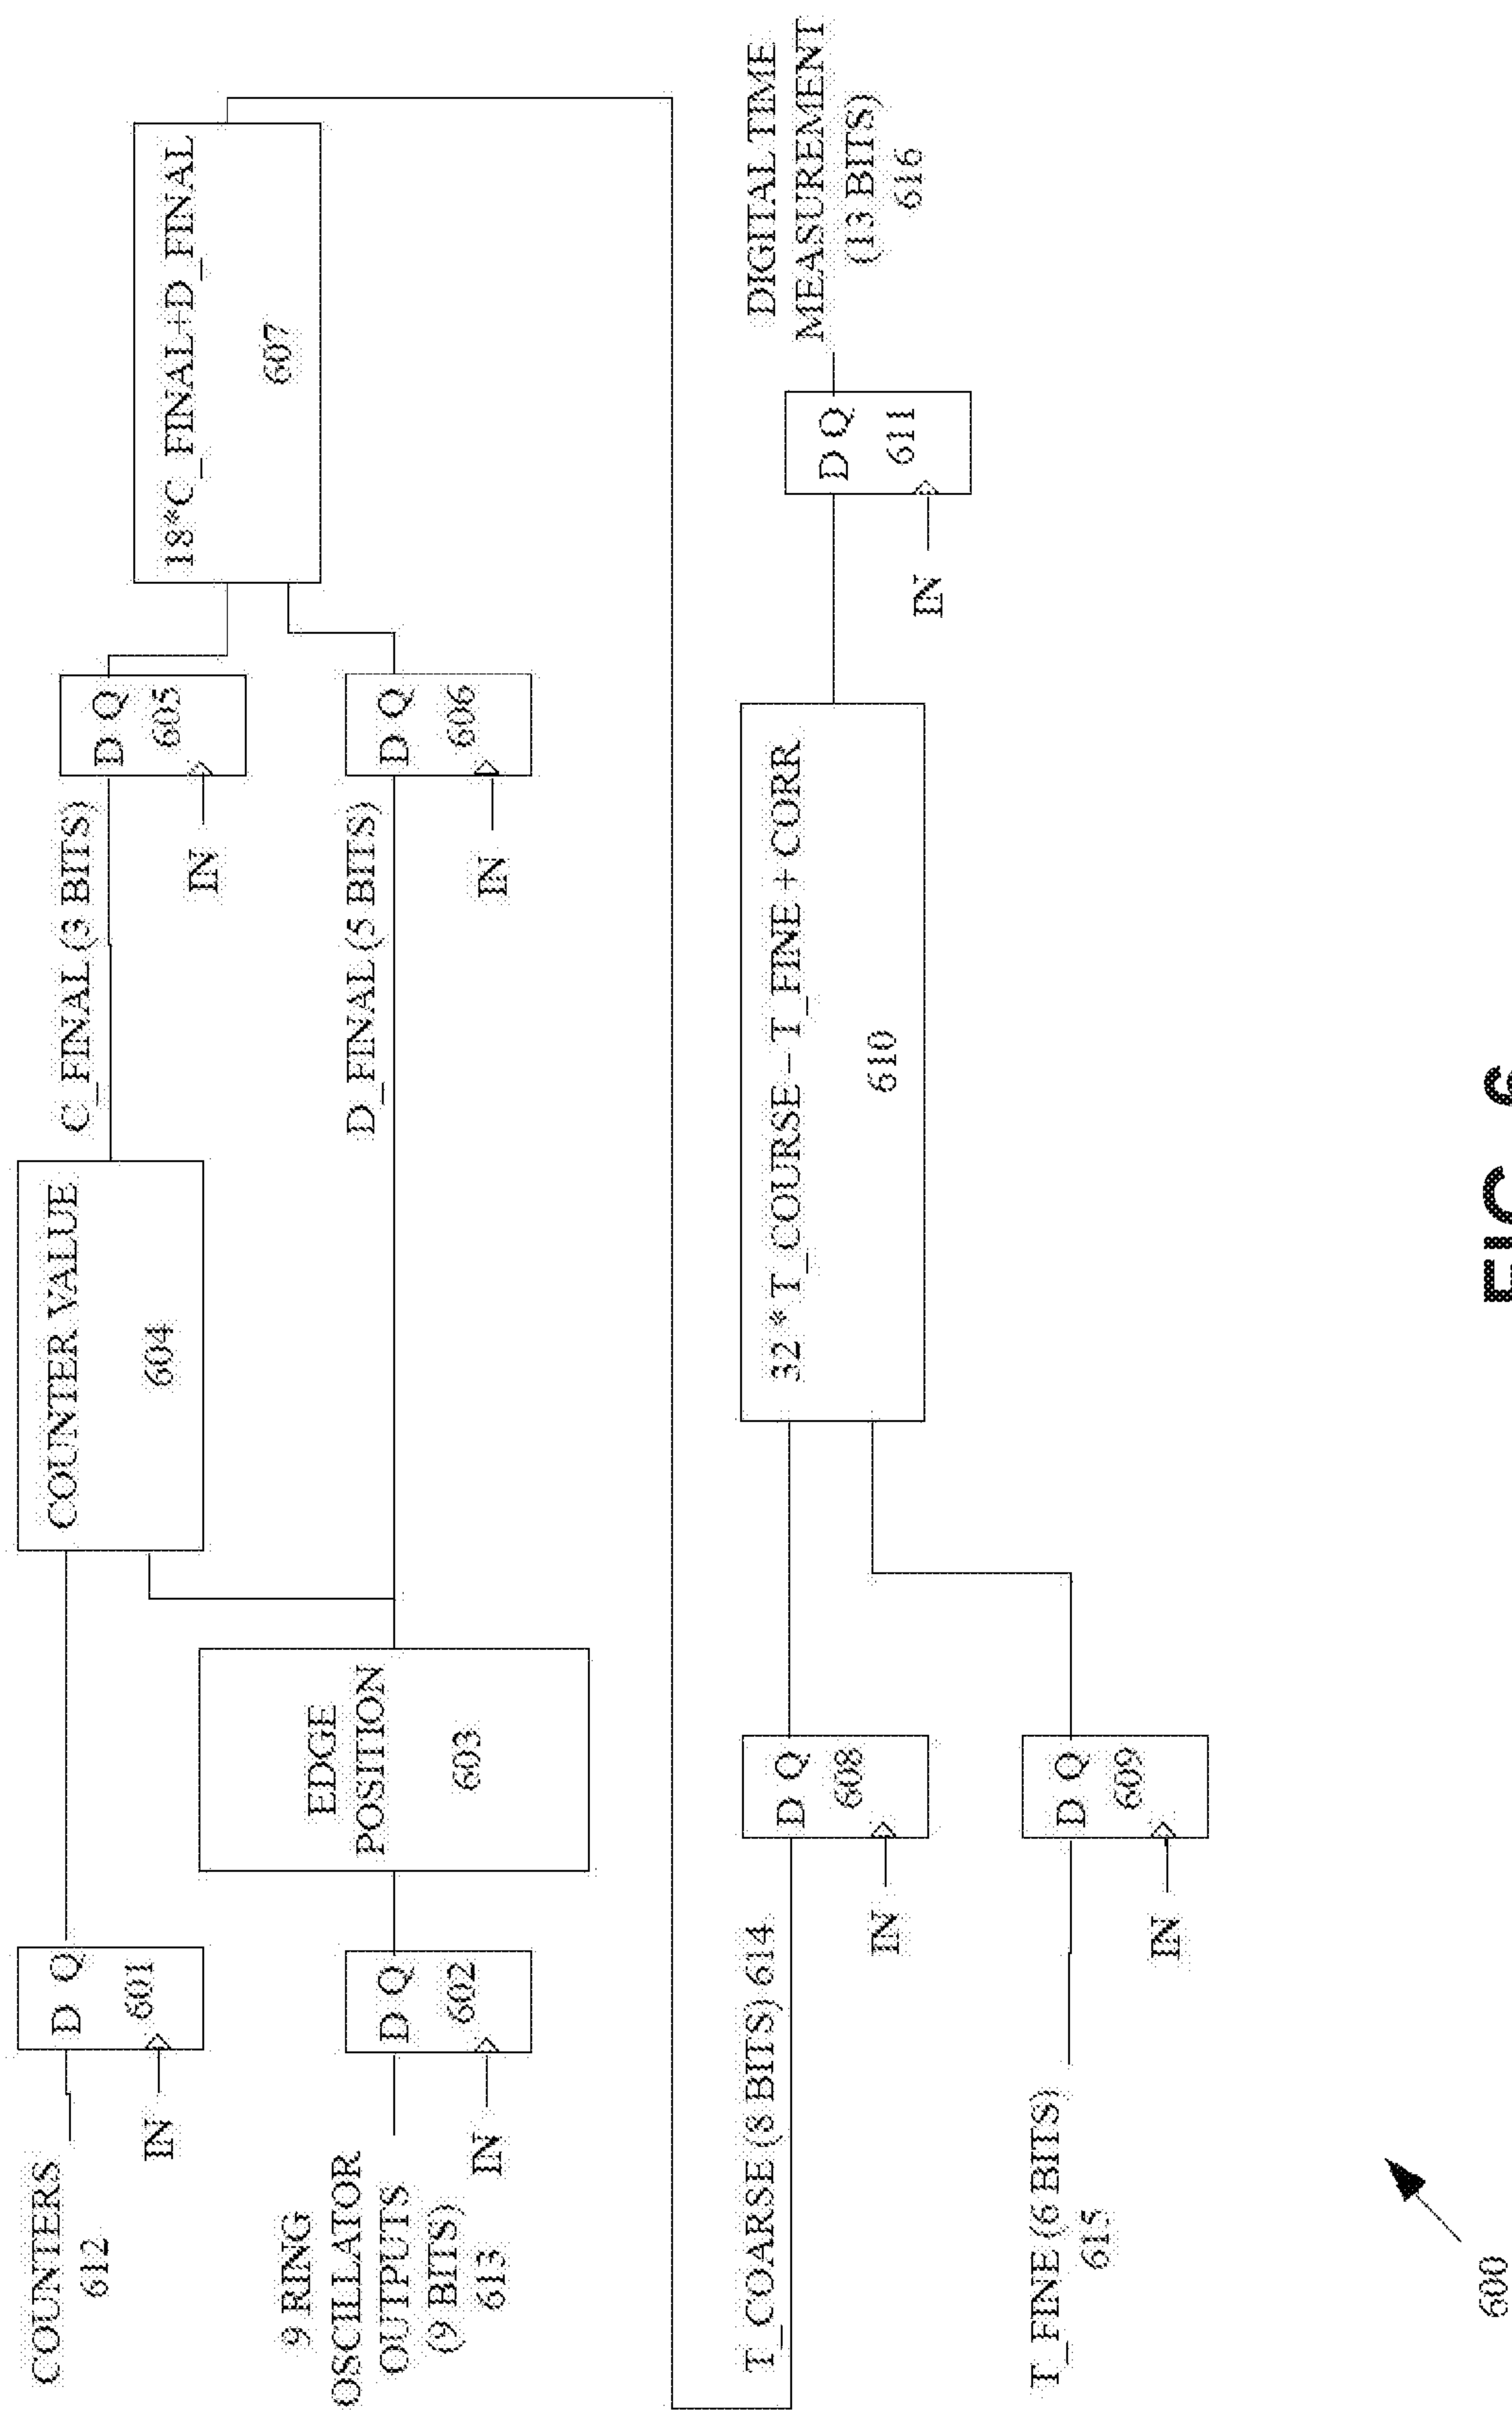 COUNTERS
612
D Q
601
IN
COUNTER VALUE
604
C_FINAL (3 BITS)
D Q
605
IN
18*C_FINAL+D_FINAL
607
9 RING
OSCILLATOR
OUTPUTS
(9 BITS)
613
D Q
602
IN
EDGE
POSITION
603
D_FINAL (5 BITS)
D Q
606
IN
T_COARSE (8 BITS) 614
D Q
608
IN
32 * T_COURSE – T_FINE + CORR
610
D Q
611
IN
DIGITAL TIME
MEASUREMENT
(13 BITS)
616
T_FINE (6 BITS)
615
D Q
609
IN
600